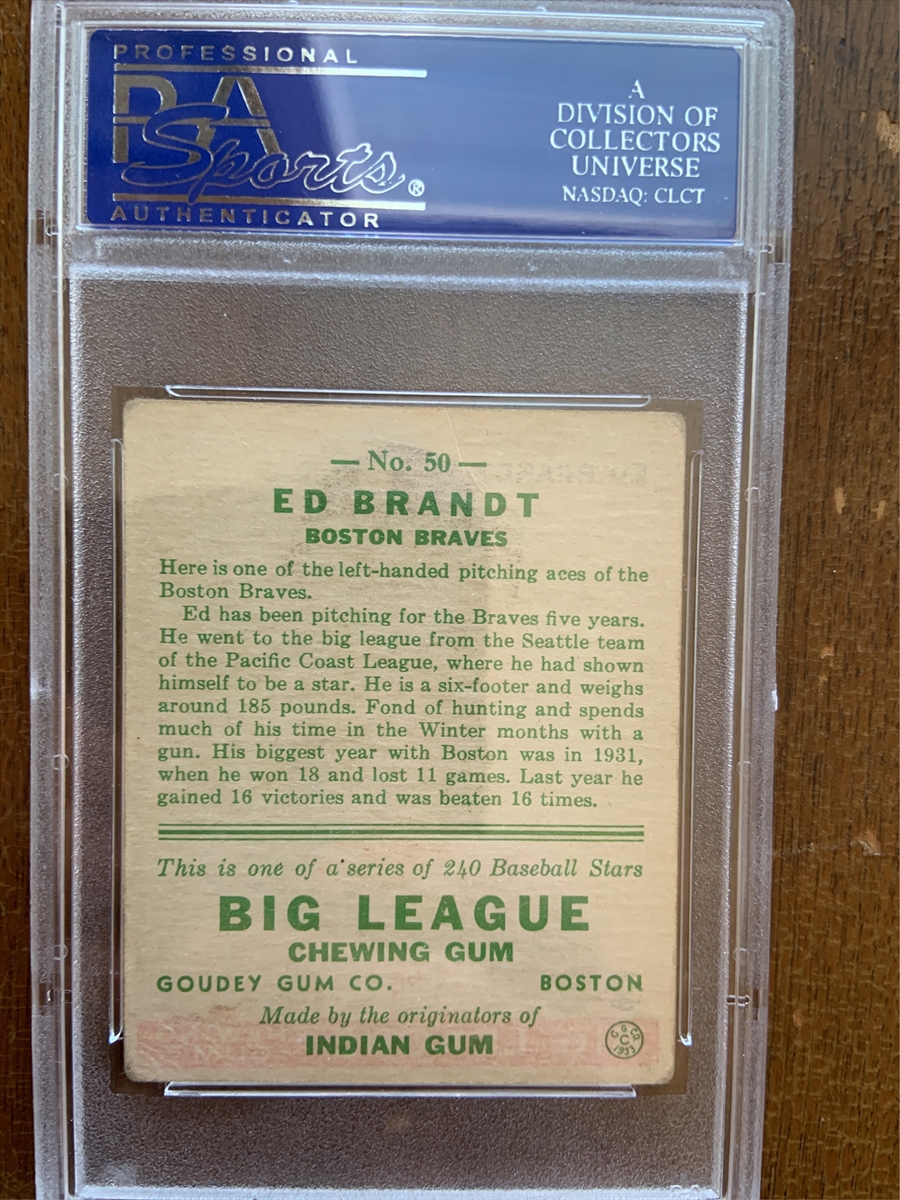 PROFESSIONAL
PSA
Sports®
AUTHENTICATOR
A
DIVISION OF
COLLECTORS
UNIVERSE
NASDAQ: CLCT
— No. 50 —
ED BRANDT
BOSTON BRAVES
Here is one of the left-handed pitching aces of the
Boston Braves.
Ed has been pitching for the Braves five years.
He went to the big league from the Seattle team
of the Pacific Coast League, where he had shown
himself to be a star. He is a six-footer and weighs
around 185 pounds. Fond of hunting and spends
much of his time in the Winter months with a
gun. His biggest year with Boston was in 1931,
when he won 18 and lost 11 games. Last year he
gained 16 victories and was beaten 16 times.
This is one of a series of 240 Baseball Stars
BIG LEAGUE
CHEWING GUM
GOUDEY GUM CO. BOSTON
Made by the originators of
INDIAN GUM
G. G. CO.
C
1933